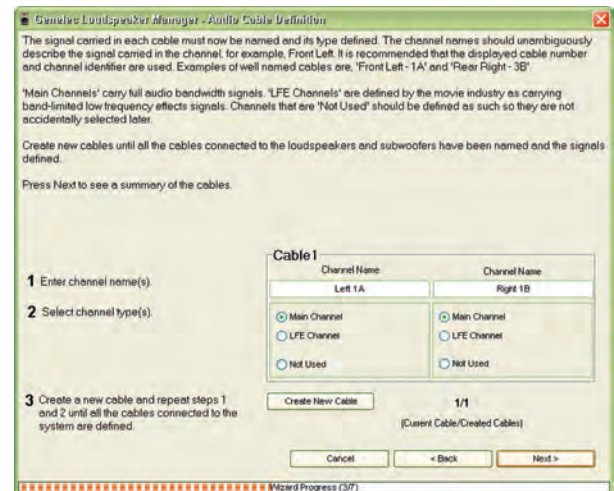 Genelec Loudspeaker Manager - Audio Cable Definition
The signal carried in each cable must now be named and its type defined. The channel names should unambiguously
describe the signal carried in the channel, for example, Front Left. It is recommended that the displayed cable number
and channel identifier are used. Examples of well named cables are, 'Front Left - 1A' and 'Rear Right - 3B'.
'Main Channels' carry full audio bandwidth signals. 'LFE Channels' are defined by the movie industry as carrying
band-limited low frequency effects signals. Channels that are 'Not Used' should be defined as such so they are not
accidentally selected later.
Create new cables until all the cables connected to the loudspeakers and subwoofers have been named and the signals
defined.
Press Next to see a summary of the cables.
Cable1
Channel Name Channel Name
1 Enter channel name(s). Left 1A Right 1B
2 Select channel type(s). Main Channel Main Channel
LFE Channel LFE Channel
Not Used Not Used
3 Create a new cable and repeat steps 1 Create New Cable 1/1
and 2 until all the cables connected to the
system are defined. (Current Cable/Created Cables)
Cancel < Back Next >
Wizard Progress (3/7)